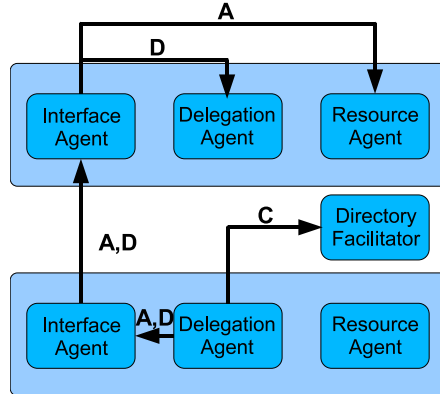 A
D
Interface
Agent
Delegation
Agent
Resource
Agent
A,D
C
Directory
Facilitator
Interface
Agent
A,D
Delegation
Agent
Resource
Agent